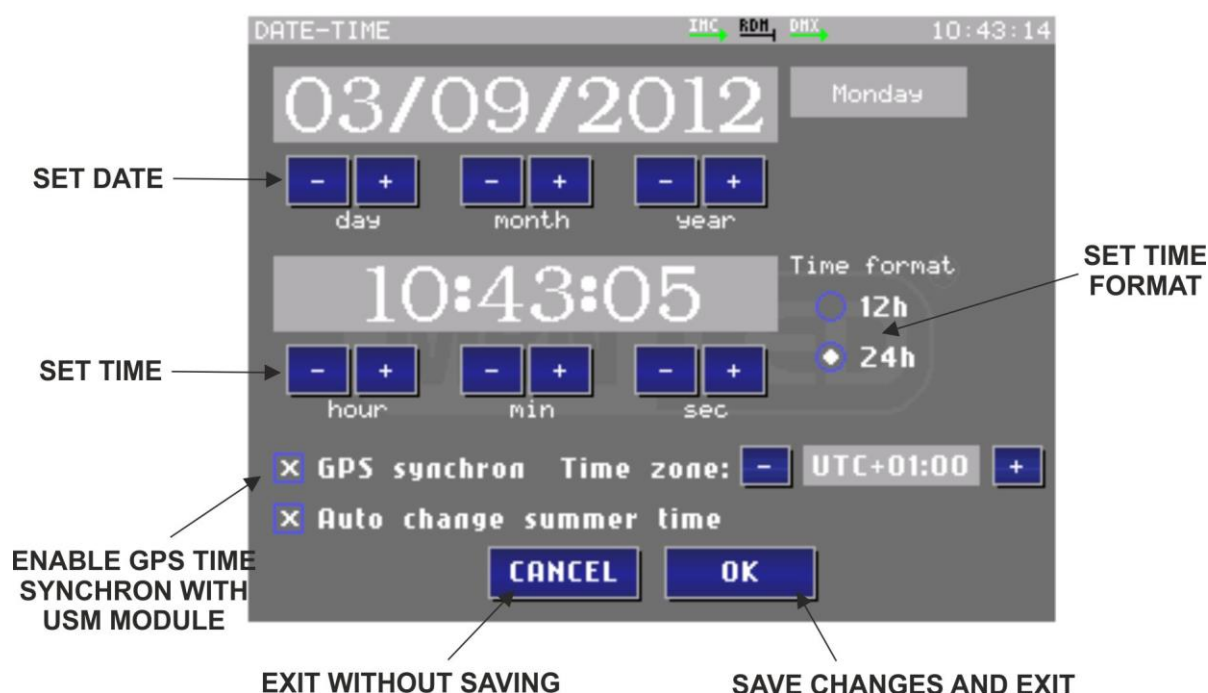 DATE-TIME IMC RDM DMX 10:43:14
03/09/2012 Monday
SET DATE - + - + - +
day month year
10:43:05
Time format
12h
24h
SET TIME
FORMAT
SET TIME - + - + - +
hour min sec
X GPS synchron Time zone: - UTC+01:00 +
X Auto change summer time
ENABLE GPS TIME
SYNCHRON WITH
USM MODULE
CANCEL OK
EXIT WITHOUT SAVING
SAVE CHANGES AND EXIT